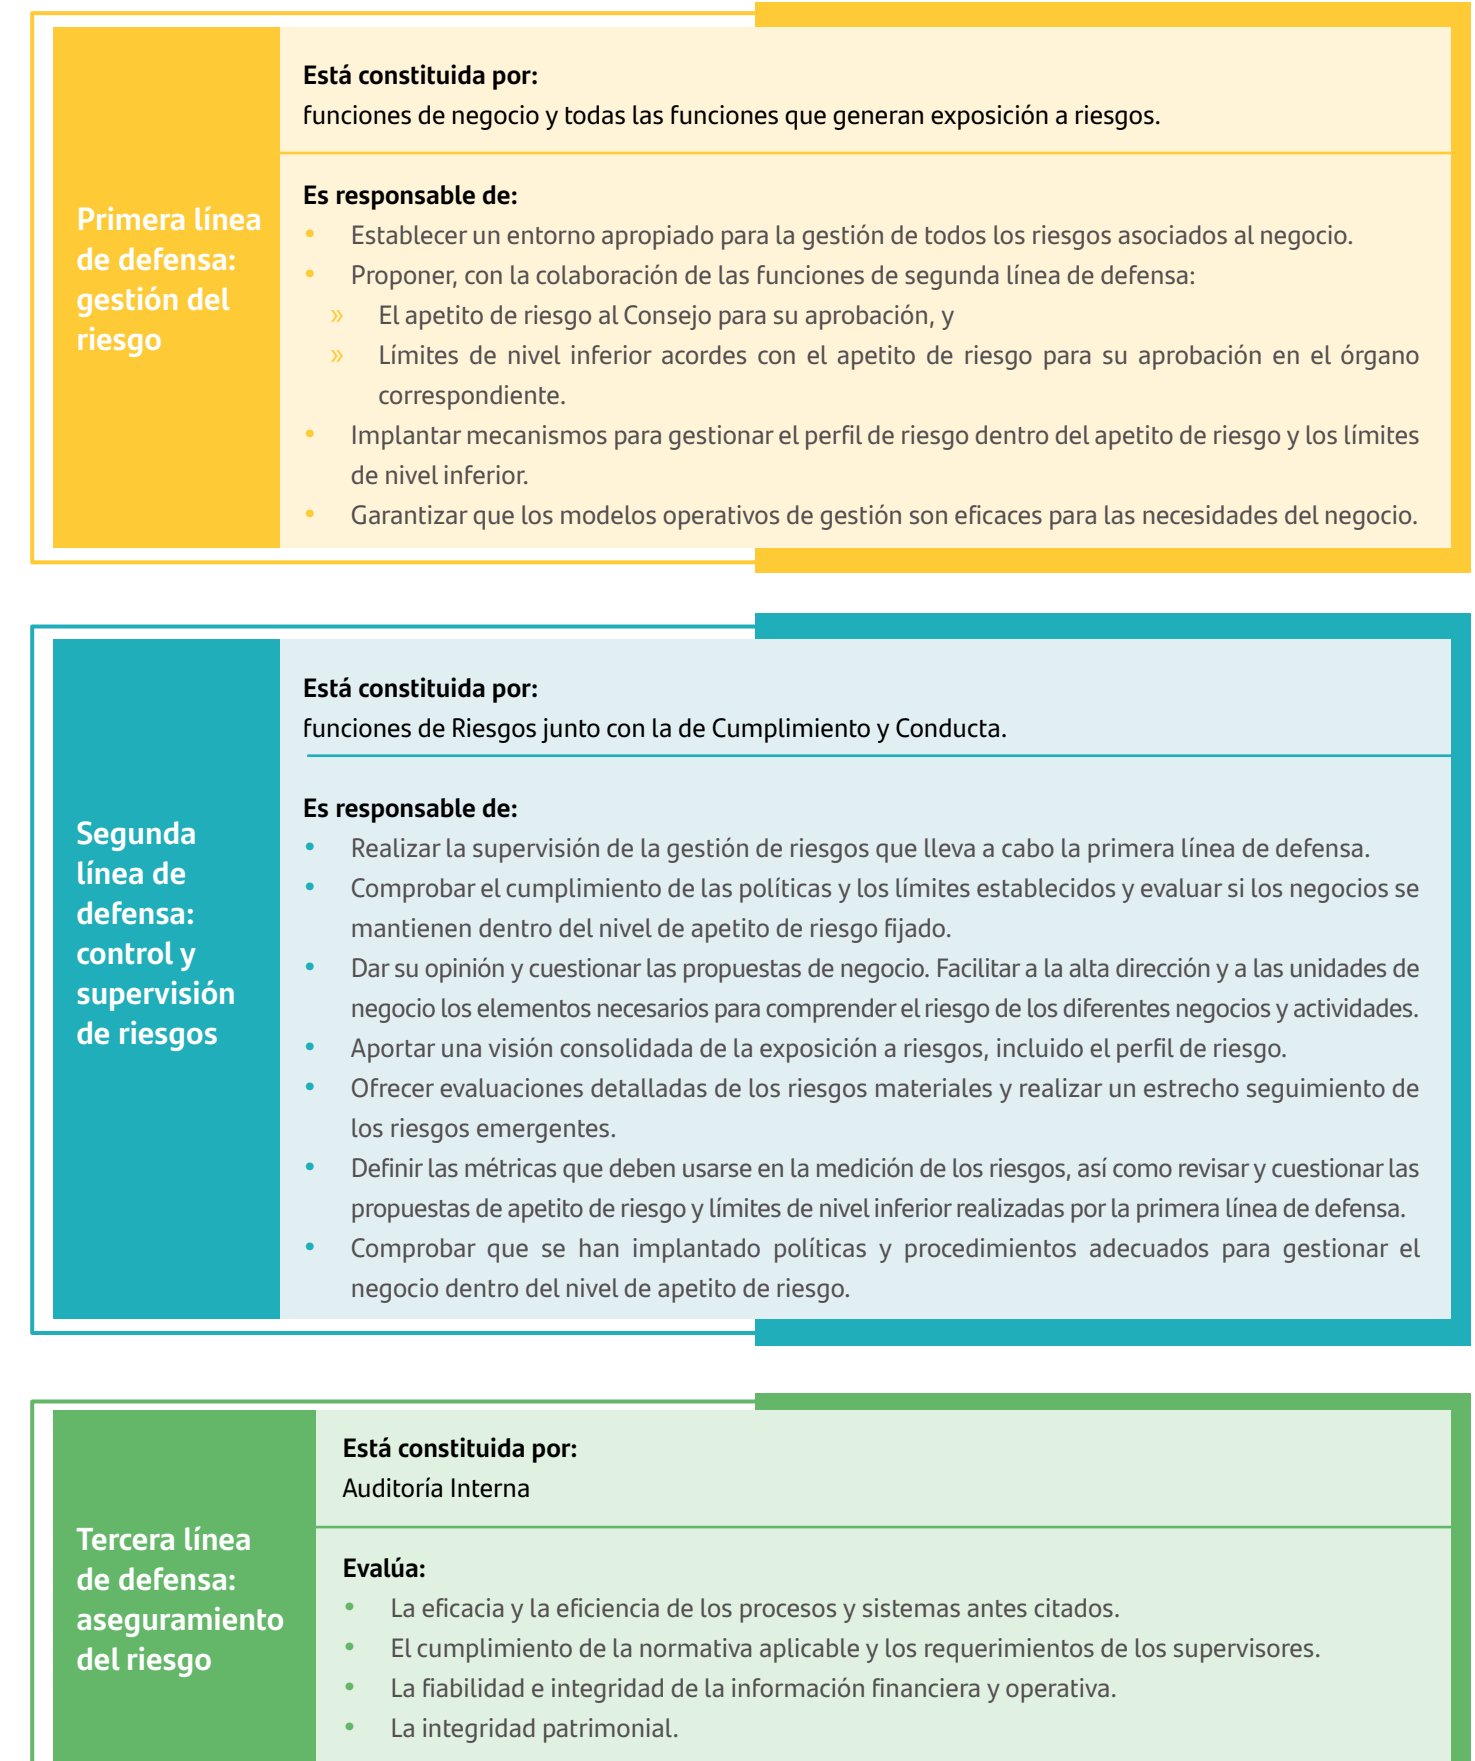 Primera línea
de defensa:
gestión del
riesgo
Está constituida por:
funciones de negocio y todas las funciones que generan exposición a riesgos.
Es responsable de:
• Establecer un entorno apropiado para la gestión de todos los riesgos asociados al negocio.
• Proponer, con la colaboración de las funciones de segunda línea de defensa:
» El apetito de riesgo al Consejo para su aprobación, y
» Límites de nivel inferior acordes con el apetito de riesgo para su aprobación en el órgano
correspondiente.
• Implantar mecanismos para gestionar el perfil de riesgo dentro del apetito de riesgo y los límites
de nivel inferior.
• Garantizar que los modelos operativos de gestión son eficaces para las necesidades del negocio.
Segunda
línea de
defensa:
control y
supervisión
de riesgos
Está constituida por:
funciones de Riesgos junto con la de Cumplimiento y Conducta.
Es responsable de:
• Realizar la supervisión de la gestión de riesgos que lleva a cabo la primera línea de defensa.
• Comprobar el cumplimiento de las políticas y los límites establecidos y evaluar si los negocios se
mantienen dentro del nivel de apetito de riesgo fijado.
• Dar su opinión y cuestionar las propuestas de negocio. Facilitar a la alta dirección y a las unidades de
negocio los elementos necesarios para comprender el riesgo de los diferentes negocios y actividades.
• Aportar una visión consolidada de la exposición a riesgos, incluido el perfil de riesgo.
• Ofrecer evaluaciones detalladas de los riesgos materiales y realizar un estrecho seguimiento de
los riesgos emergentes.
• Definir las métricas que deben usarse en la medición de los riesgos, así como revisar y cuestionar las
propuestas de apetito de riesgo y límites de nivel inferior realizadas por la primera línea de defensa.
• Comprobar que se han implantado políticas y procedimientos adecuados para gestionar el
negocio dentro del nivel de apetito de riesgo.
Tercera línea
de defensa:
aseguramiento
del riesgo
Está constituida por:
Auditoría Interna
Evalúa:
• La eficacia y la eficiencia de los procesos y sistemas antes citados.
• El cumplimiento de la normativa aplicable y los requerimientos de los supervisores.
• La fiabilidad e integridad de la información financiera y operativa.
• La integridad patrimonial.